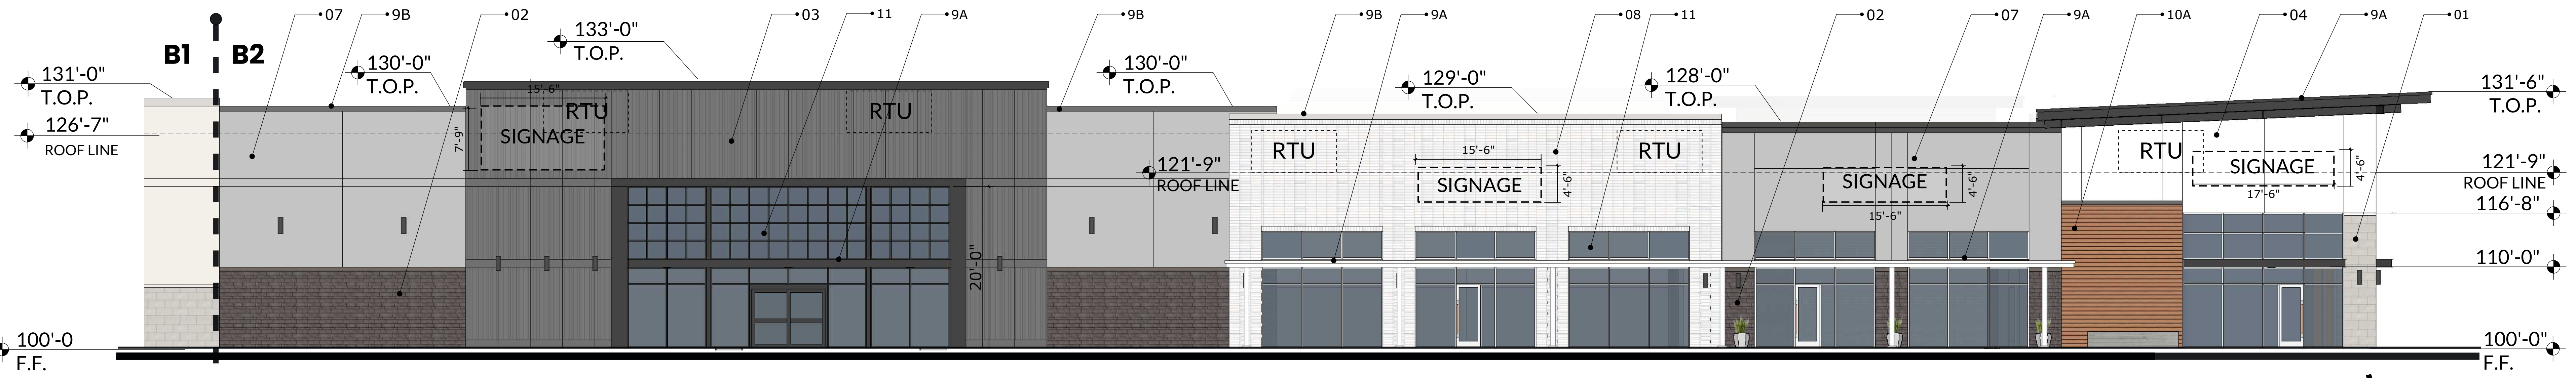 07
9B
02
03
11
9A
9B
9B
9A
08
11
02
07
9A
10A
04
9A
01
B1
B2
133'-0"
T.O.P.
131'-0"
T.O.P.
130'-0"
T.O.P.
130'-0"
T.O.P.
129'-0"
T.O.P.
128'-0"
T.O.P.
131'-6"
T.O.P.
126'-7"
ROOF LINE
15'-6"
RTU
RTU
SIGNAGE
7'-9"
121'-9"
ROOF LINE
RTU
15'-6"
SIGNAGE
4'-6"
RTU
SIGNAGE
4'-6"
15'-6"
RTU
SIGNAGE
4'-6"
17'-6"
121'-9"
ROOF LINE
116'-8"
20'-0"
110'-0"
100'-0
F.F.
100'-0"
F.F.